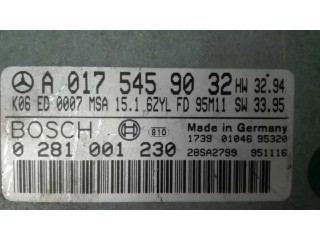 A 017 545 90 32 HW 32.94
K06 ED 0007 MSA 15.1 6ZYL FD 95M11 SW 33.95
BOSCH 810 Made in Germany
0 281 001 230 1739 01046 95320
28SA2799 951116